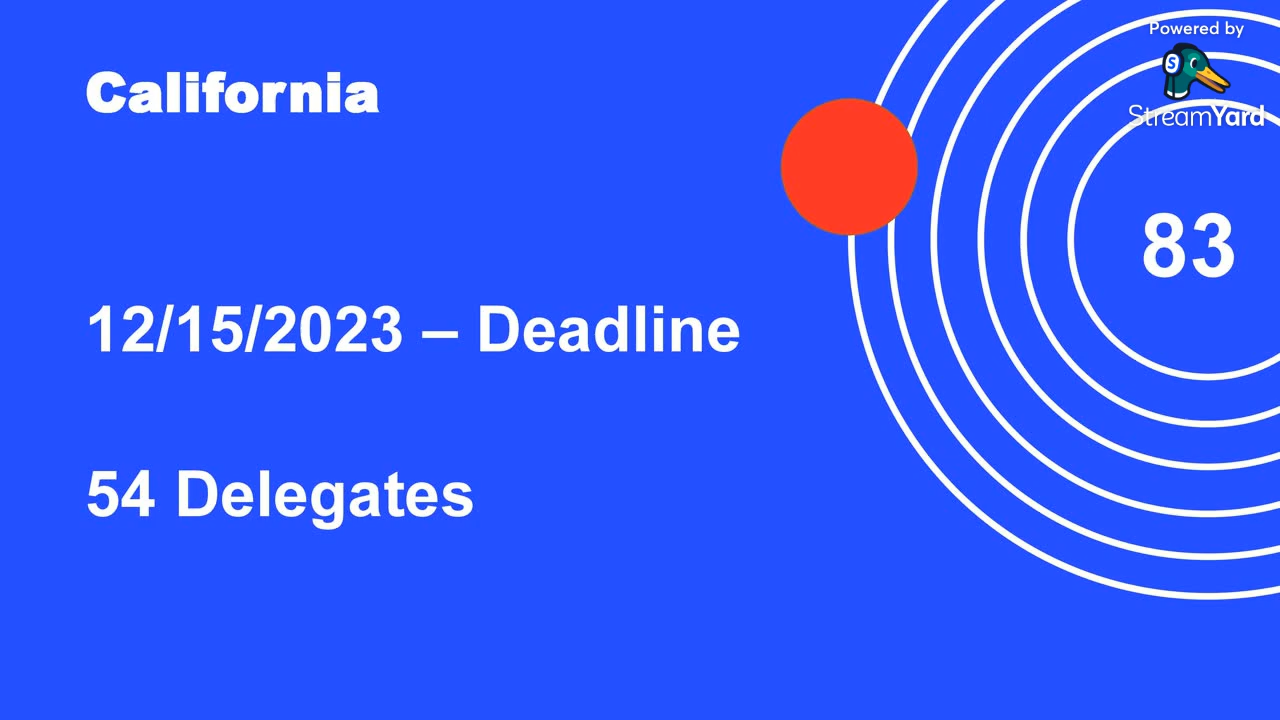 Powered by
S
StreamYard
California
83
12/15/2023 – Deadline
54 Delegates